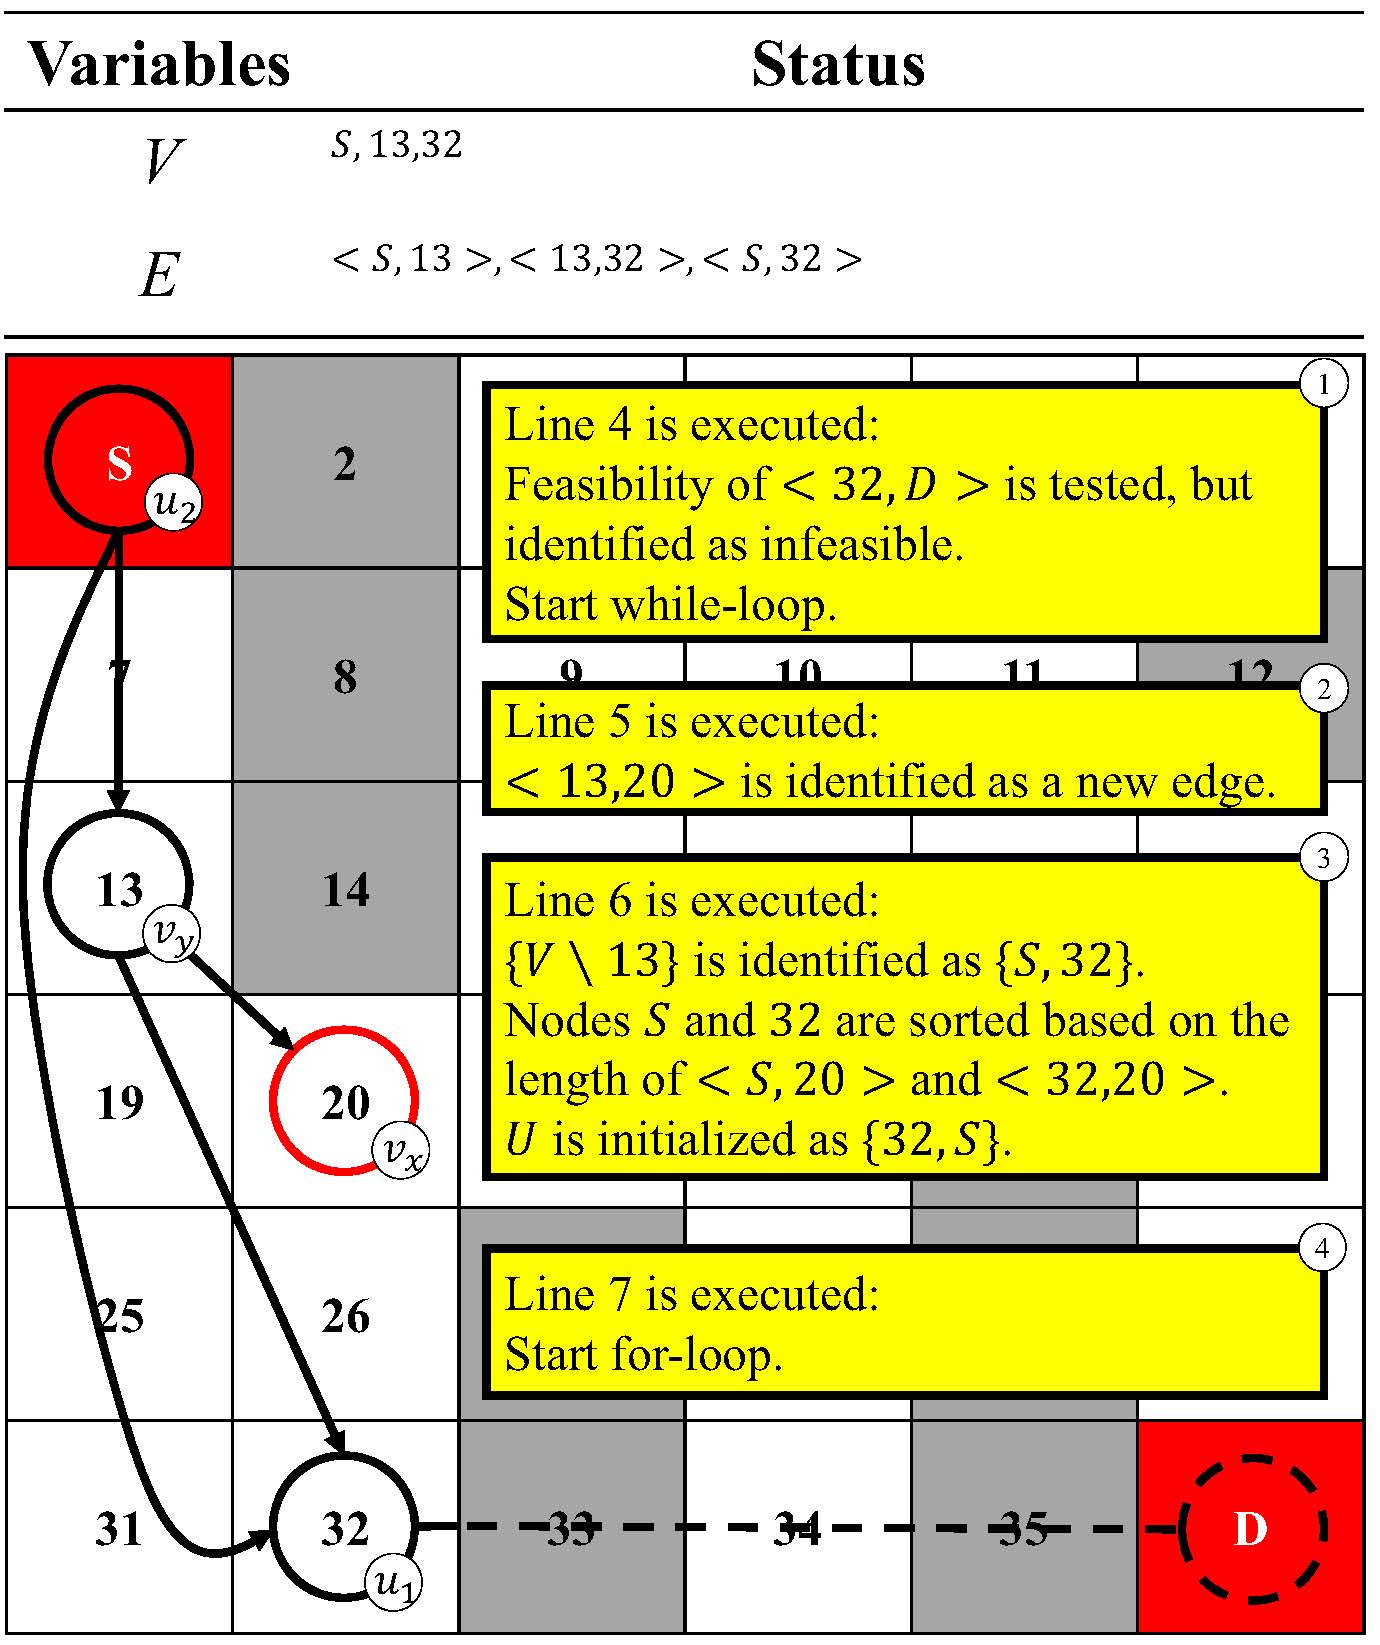 Variables Status
V S, 13,32
E < S, 13 >, < 13,32 >, < S, 32 >
1
S 2
u₂
Line 4 is executed:
Feasibility of < 32, D > is tested, but
identified as infeasible.
Start while-loop.
7 8 9 10 11 12
2
Line 5 is executed:
< 13,20 > is identified as a new edge.
3
13 14
v_y
Line 6 is executed:
{V \ 13} is identified as {S, 32}.
Nodes S and 32 are sorted based on the
length of < S, 20 > and < 32,20 >.
U is initialized as {32, S}.
19 20
v_x
4
25 26
Line 7 is executed:
Start for-loop.
31 32 33 34 35 D
u₁